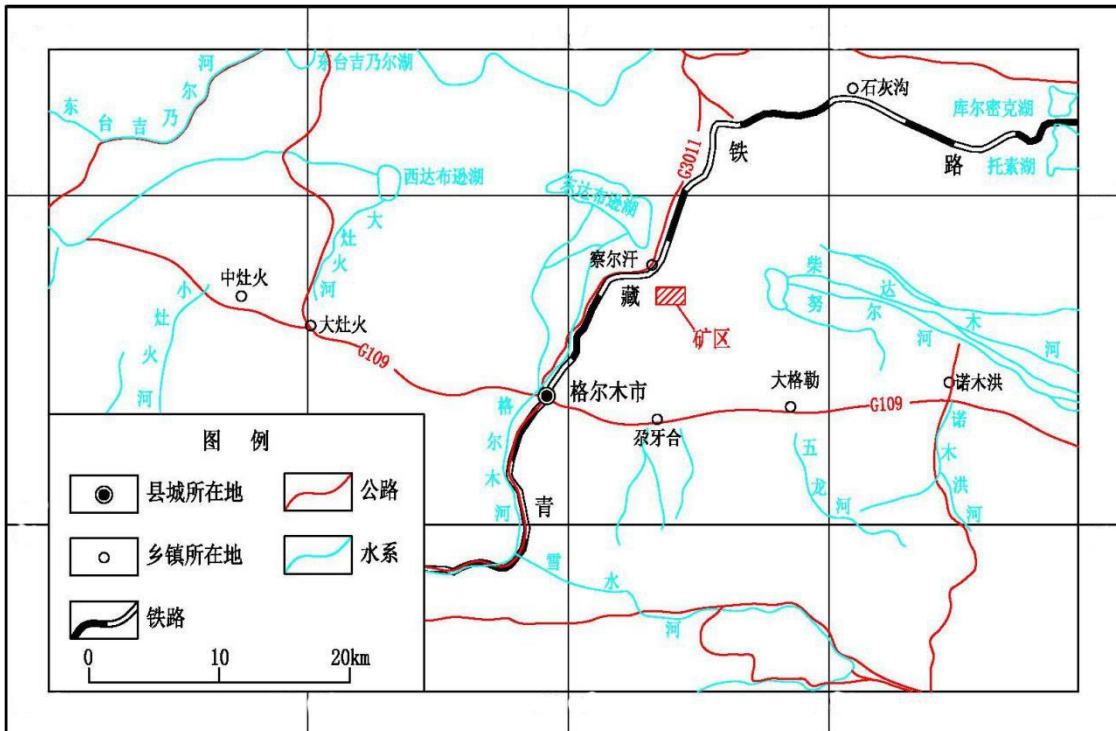 东台吉乃尔河
东台吉乃尔湖
石灰沟
库尔密克湖
托素湖
铁
路
G3011
西达布逊湖
东达布逊湖
大灶火河
察尔汗
藏
中灶火
小灶火河
大灶火
矿区
柴达木河
努尔河
G109
格尔木市
大格勒
诺木洪
G109
尕牙合
格尔木河
五龙河
诺木洪河
青
雪水河
图 例
县城所在地
公路
乡镇所在地
水系
铁路
0 10 20km